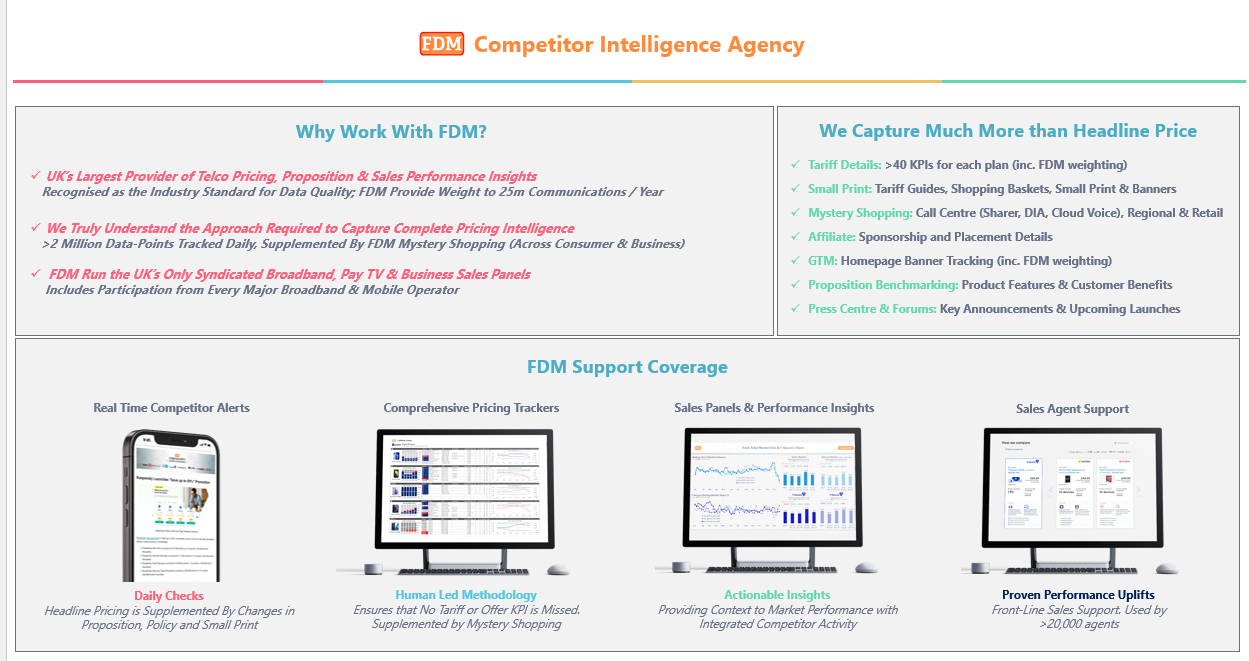 FDM Competitor Intelligence Agency
Why Work With FDM?
✓ UK's Largest Provider of Telco Pricing, Proposition & Sales Performance Insights
Recognised as the Industry Standard for Data Quality; FDM Provide Weight to 25m Communications / Year
✓ We Truly Understand the Approach Required to Capture Complete Pricing Intelligence
>2 Million Data-Points Tracked Daily, Supplemented By FDM Mystery Shopping (Across Consumer & Business)
✓ FDM Run the UK's Only Syndicated Broadband, Pay TV & Business Sales Panels
Includes Participation from Every Major Broadband & Mobile Operator
We Capture Much More than Headline Price
✓ Tariff Details: >40 KPIs for each plan (inc. FDM weighting)
✓ Small Print: Tariff Guides, Shopping Baskets, Small Print & Banners
✓ Mystery Shopping: Call Centre (Sharer, DIA, Cloud Voice), Regional & Retail
✓ Affiliate: Sponsorship and Placement Details
✓ GTM: Homepage Banner Tracking (inc. FDM weighting)
✓ Proposition Benchmarking: Product Features & Customer Benefits
✓ Press Centre & Forums: Key Announcements & Upcoming Launches
FDM Support Coverage
Real Time Competitor Alerts
Comprehensive Pricing Trackers
Sales Panels & Performance Insights
Sales Agent Support
Daily Checks
Headline Pricing is Supplemented By Changes in
Proposition, Policy and Small Print
Human Led Methodology
Ensures that No Tariff or Offer KPI is Missed.
Supplemented by Mystery Shopping
Actionable Insights
Providing Context to Market Performance with
Integrated Competitor Activity
Proven Performance Uplifts
Front-Line Sales Support. Used by
>20,000 agents